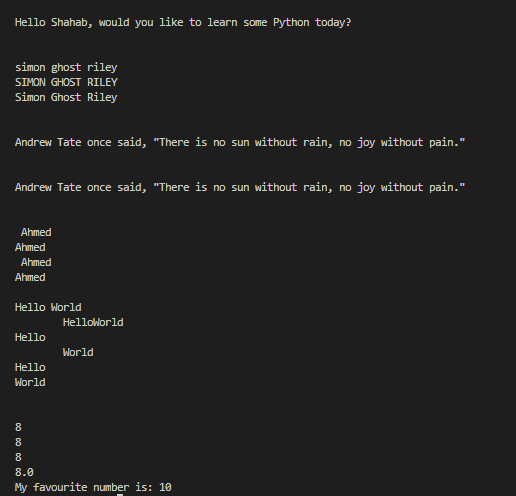 Hello Shahab, would you like to learn some Python today?
simon ghost riley
SIMON GHOST RILEY
Simon Ghost Riley
Andrew Tate once said, "There is no sun without rain, no joy without pain."
Andrew Tate once said, "There is no sun without rain, no joy without pain."
 Ahmed
Ahmed
 Ahmed
Ahmed
Hello World
	HelloWorld
Hello
	World
Hello
World
8
8
8
8.0
My favourite number is: 10